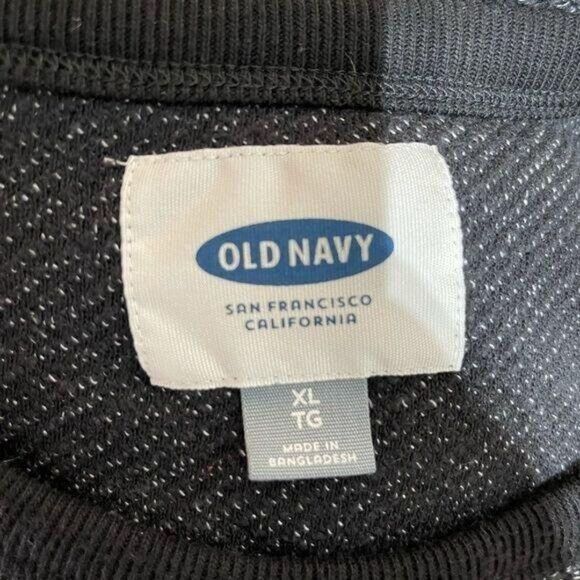 OLD NAVY
SAN FRANCISCO
CALIFORNIA
XL
TG
MADE IN
BANGLADESH